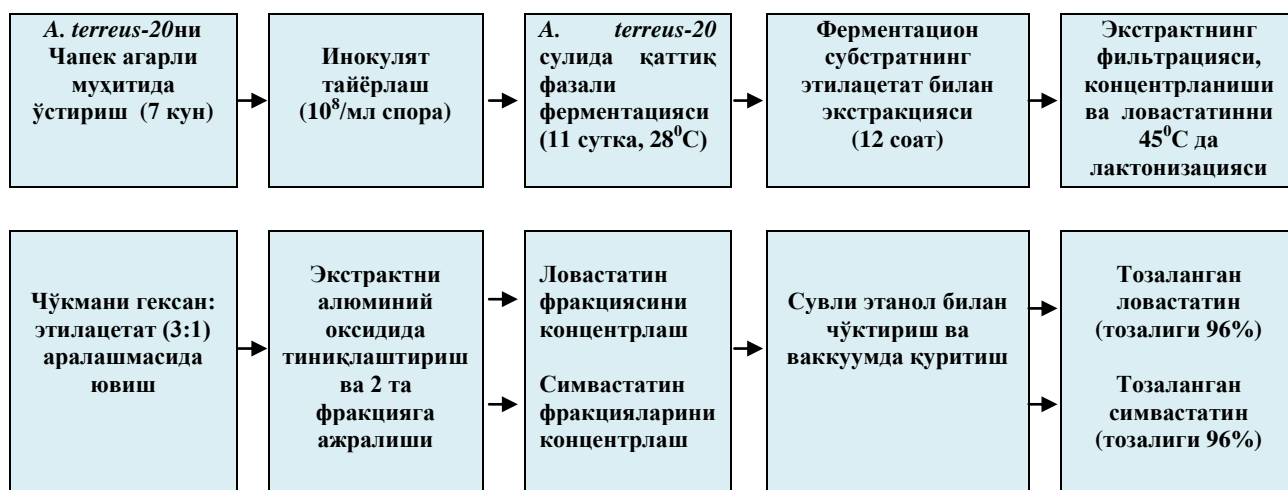 A. terreus-20ни
Чапек агарли
муҳитида
ўстириш (7 кун)
Инокулят
тайёрлаш
(10⁸/мл спора)
A. terreus-20
сулида қаттиқ
фазали
ферментацияси
(11 сутка, 28⁰С)
Ферментацион
субстратнинг
этилацетат билан
экстракцияси
(12 соат)
Экстрактнинг
фильтрацияси,
концентрланиши
ва ловастатинни
45⁰С да
лактонизацияси
Чўкмани гексан:
этилацетат (3:1)
аралашмасида
ювиш
Экстрактни
алюминий
оксидида
тиниқлаштириш
ва 2 та
фракцияга
ажралиши
Ловастатин
фракциясини
концентрлаш
Симвастатин
фракцияларини
концентрлаш
Сувли этанол билан
чўктириш ва
ваккуумда қуритиш
Тозаланган
ловастатин
(тозалиги 96%)
Тозаланган
симвастатин
(тозалиги 96%)